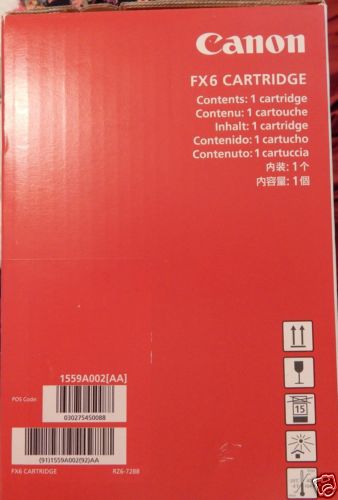 Canon
FX6 CARTRIDGE
Contents: 1 cartridge
Contenu: 1 cartouche
Inhalt: 1 cartridge
Contenido: 1 cartucho
Contenuto: 1 cartuccia
内装: 1个
内容量: 1個
15
1559A002[AA]
POS Code:
030275450088
(91)1559A002(92)AA
FX6 CARTRIDGE
RZ6-7288